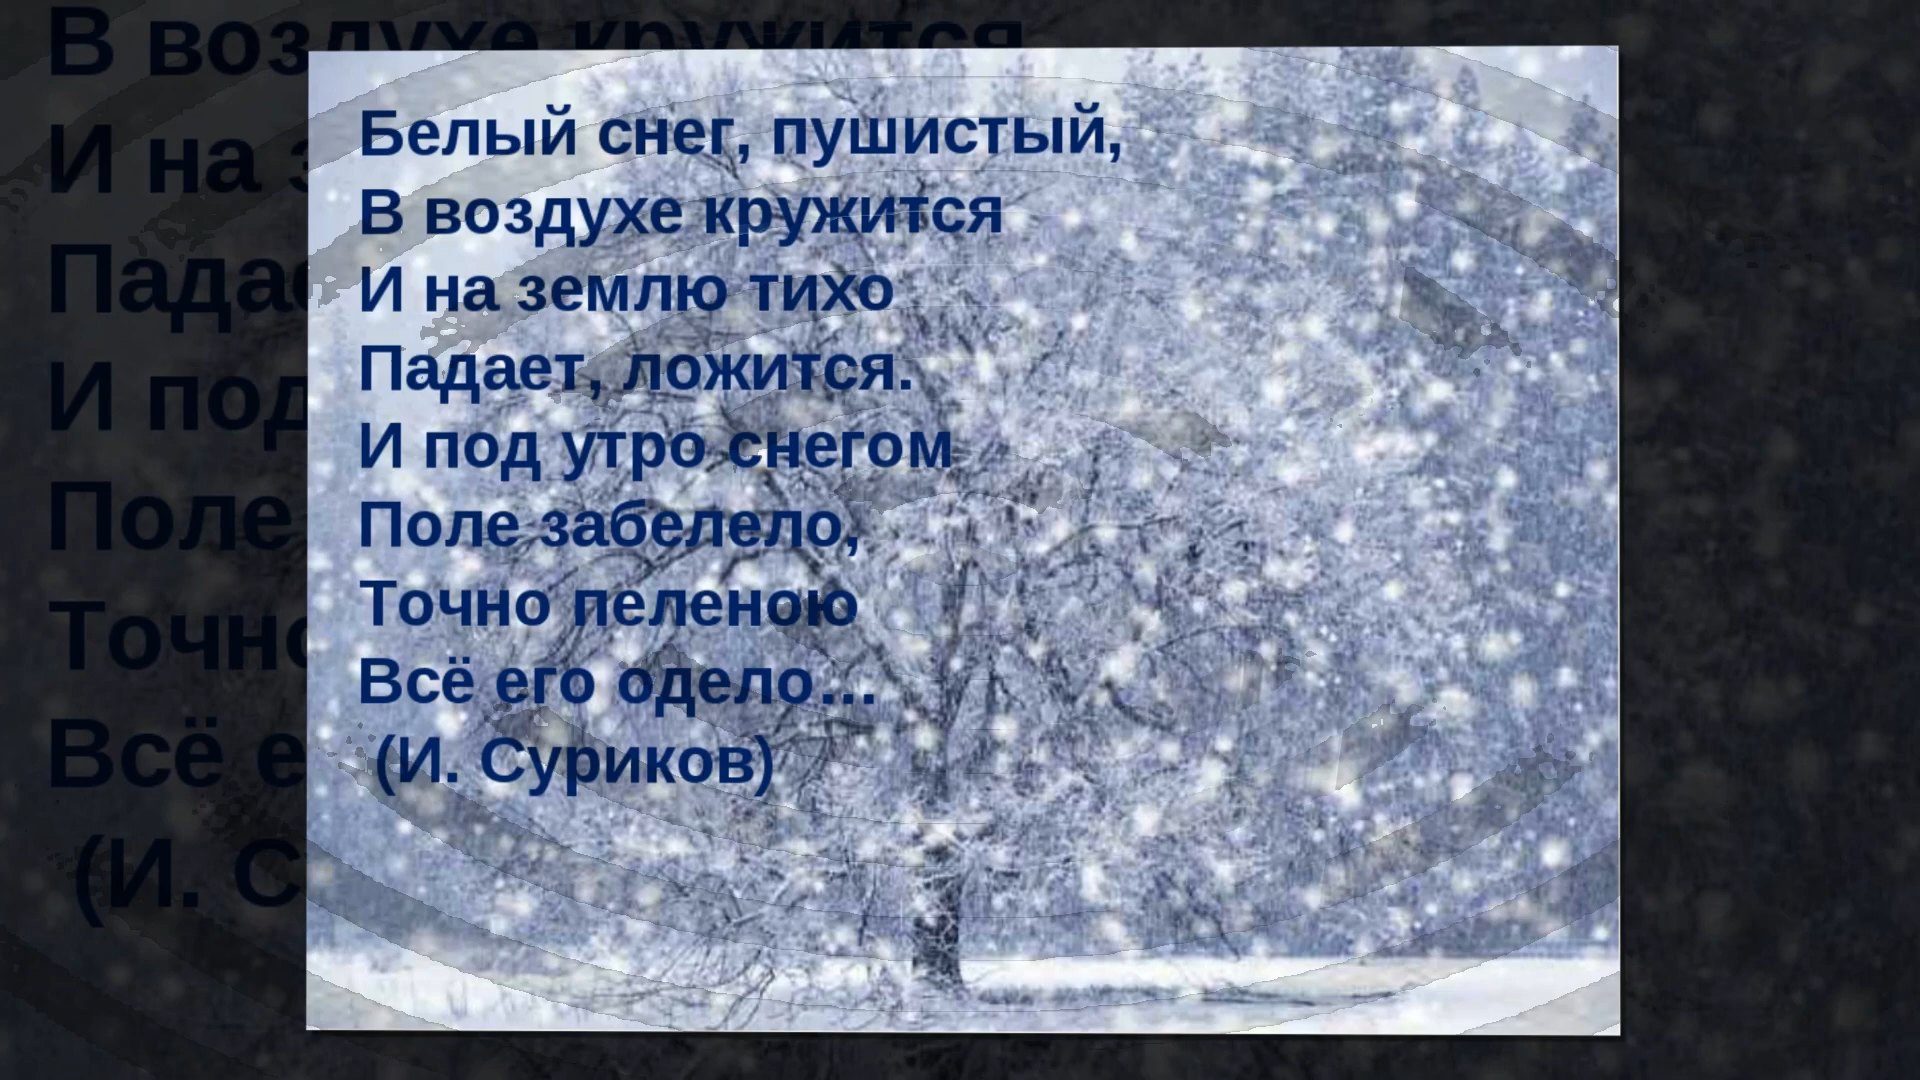 Белый снег, пушистый,
В воздухе кружится
И на землю тихо
Падает, ложится.
И под утро снегом
Поле забелело,
Точно пеленою
Всё его одело...
(И. Суриков)